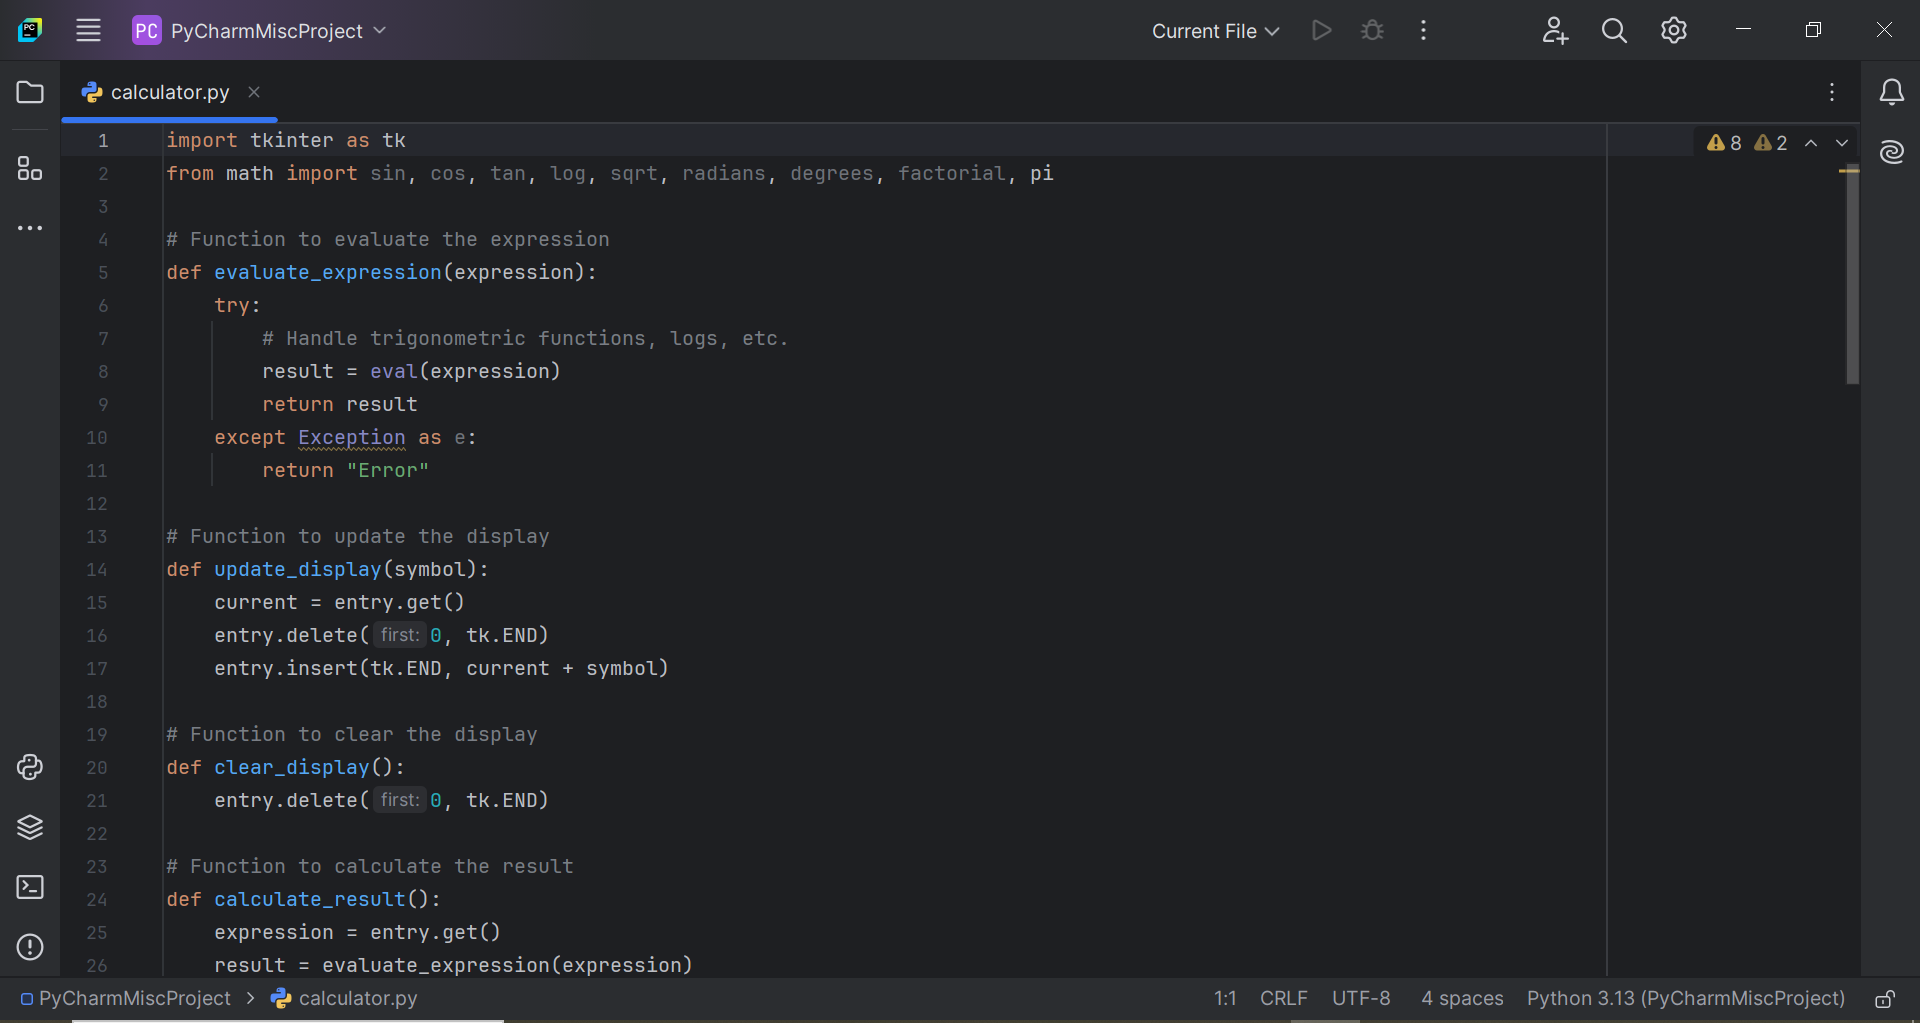 PC PyCharmMiscProject Current File
calculator.py
8 2
1 import tkinter as tk
2 from math import sin, cos, tan, log, sqrt, radians, degrees, factorial, pi
3
4 # Function to evaluate the expression
5 def evaluate_expression(expression):
6     try:
7         # Handle trigonometric functions, logs, etc.
8         result = eval(expression)
9         return result
10     except Exception as e:
11         return "Error"
12
13 # Function to update the display
14 def update_display(symbol):
15     current = entry.get()
16     entry.delete(first: 0, tk.END)
17     entry.insert(tk.END, current + symbol)
18
19 # Function to clear the display
20 def clear_display():
21     entry.delete(first: 0, tk.END)
22
23 # Function to calculate the result
24 def calculate_result():
25     expression = entry.get()
26     result = evaluate_expression(expression)
PyCharmMiscProject > calculator.py 1:1 CRLF UTF-8 4 spaces Python 3.13 (PyCharmMiscProject)